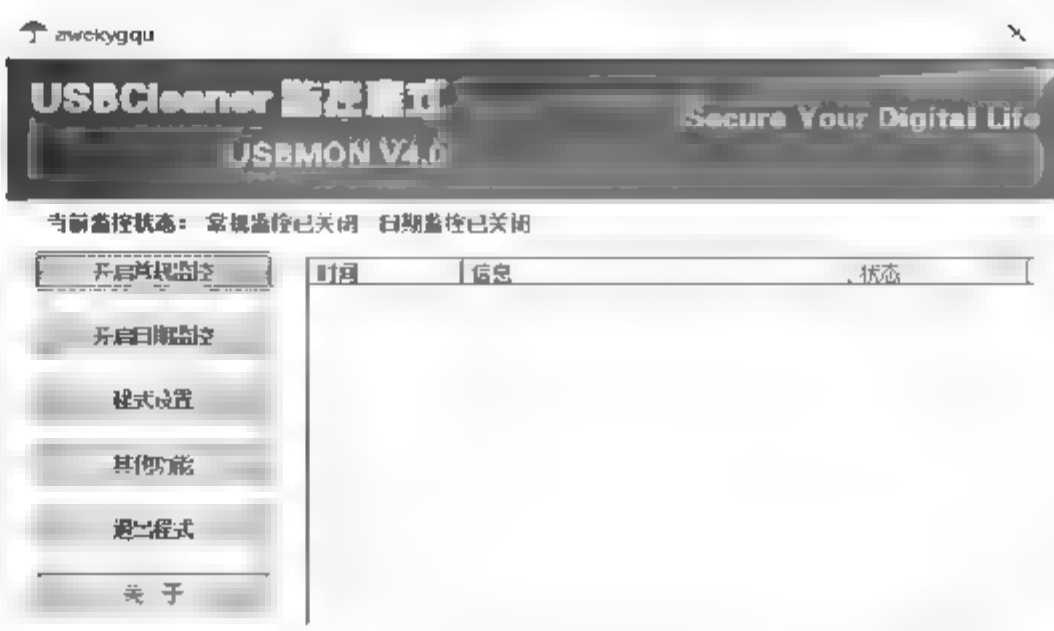 awckygqu
USBCleaner 监控程式
USBMON V4.0
Secure Your Digital Life
当前监控状态： 常规监控已关闭 日期监控已关闭
开启常规监控
时间 信息 状态
开启日期监控
程式设置
其他功能
退出程式
关 于